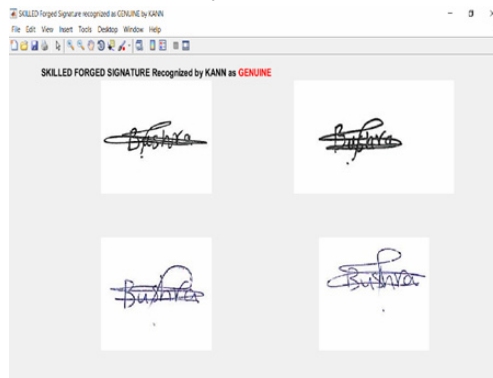 SKILLED Forged Signature recognized as GENUINE by KANN
File Edit View Insert Tools Desktop Window Help
SKILLED FORGED SIGNATURE Recognized by KANN as GENUINE
Bushra
Bushra
Bushra
Bushra